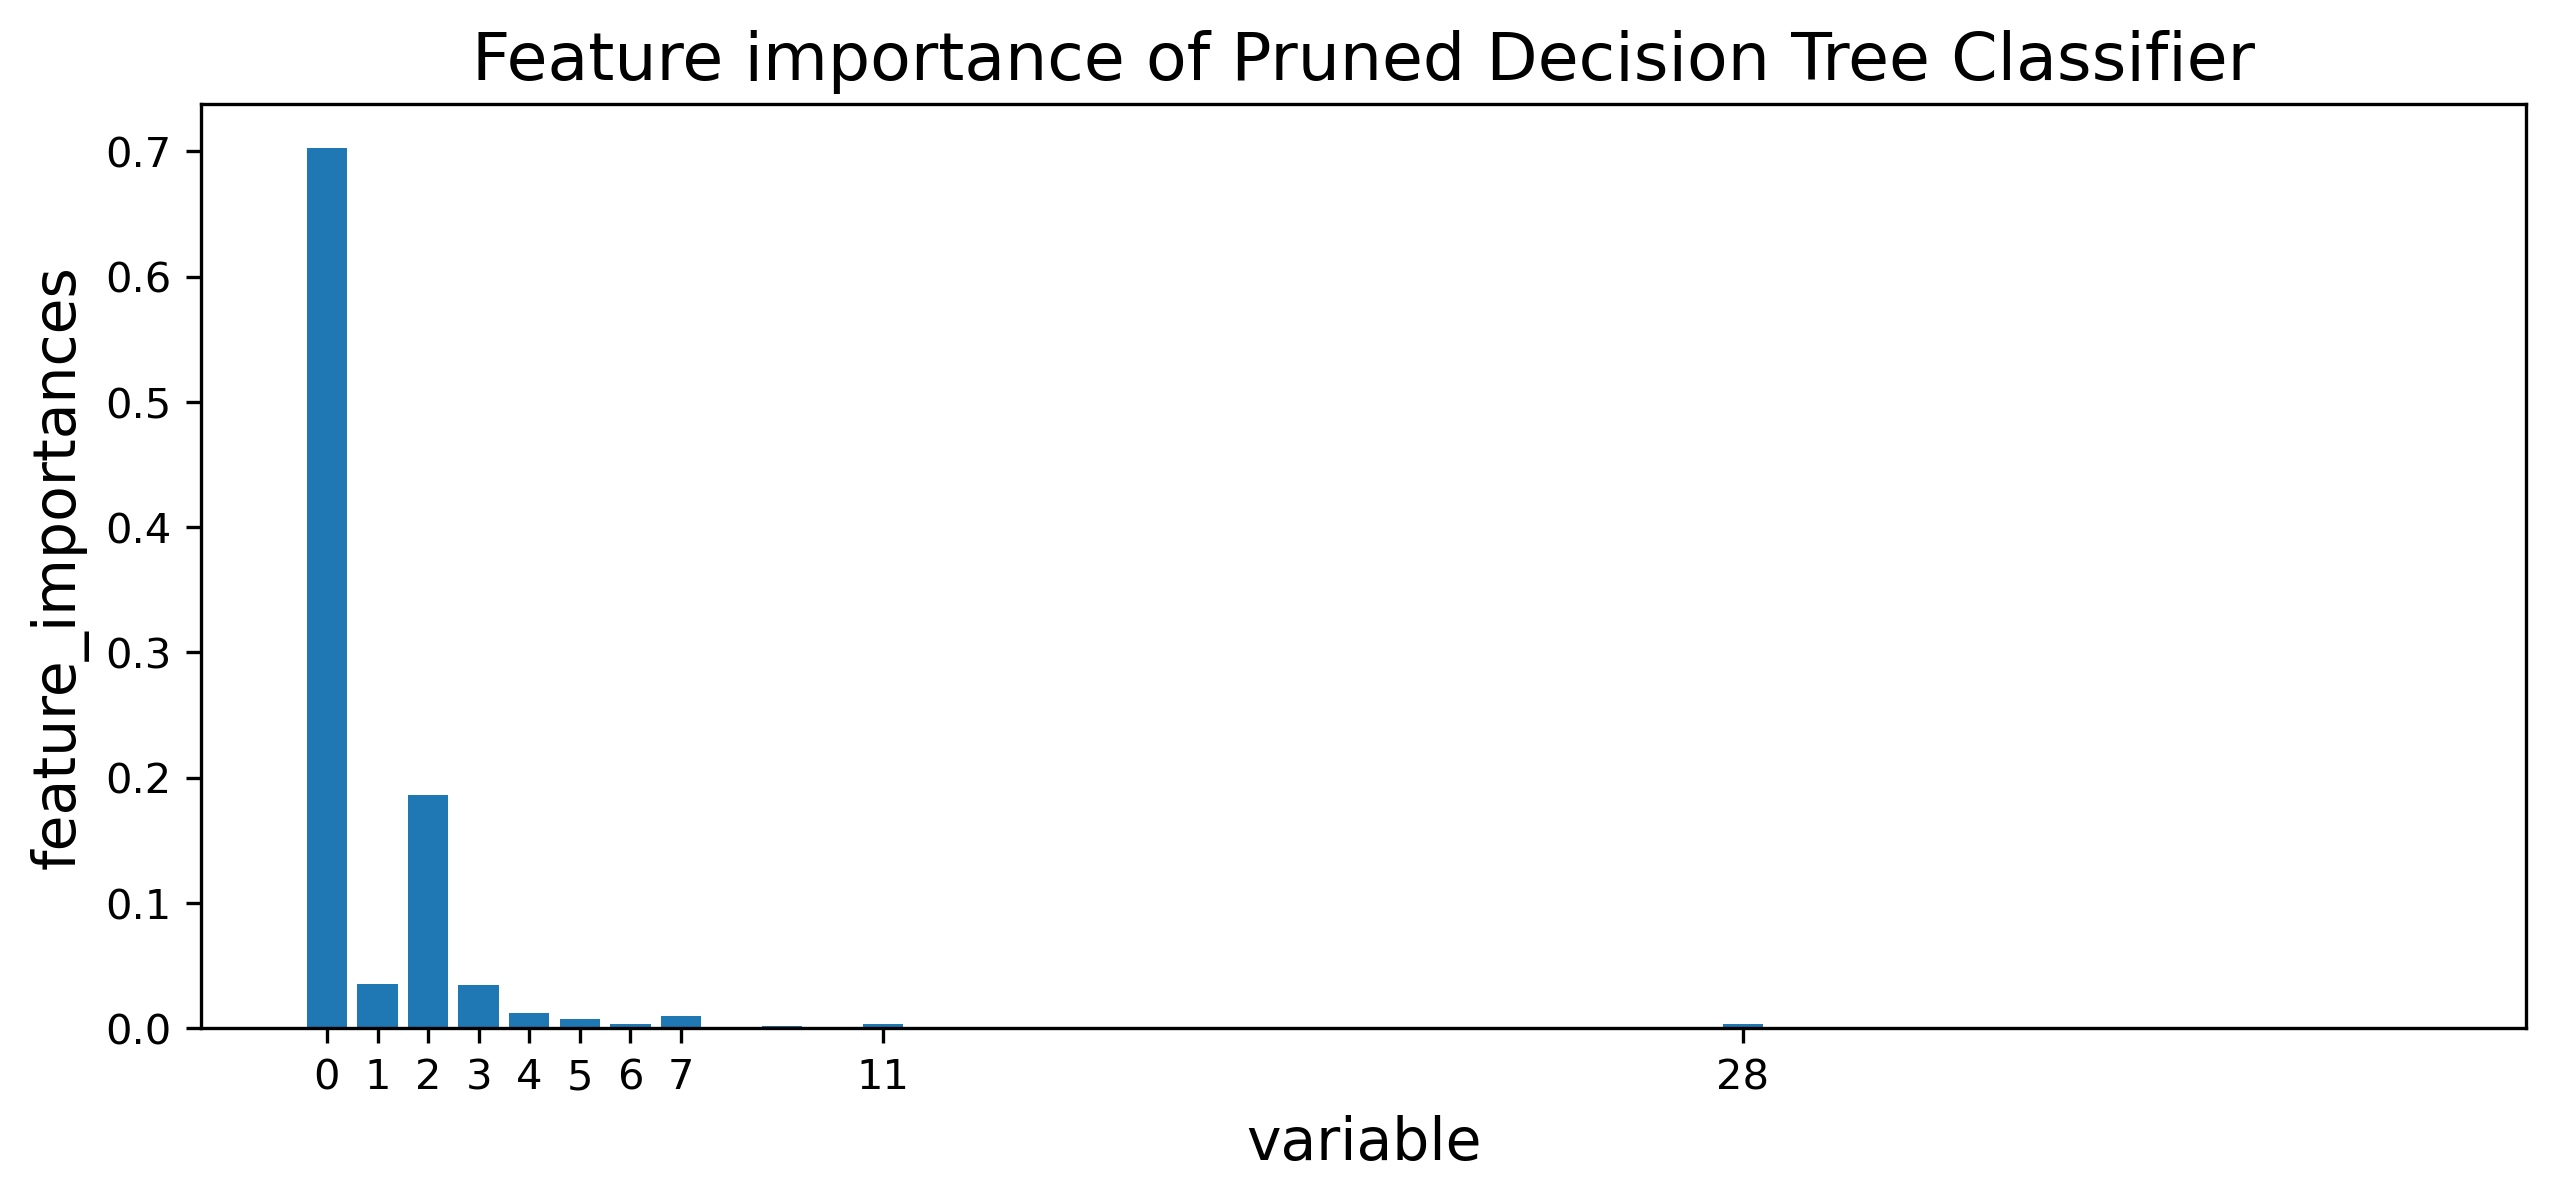 Feature importance of Pruned Decision Tree Classifier
feature_importances
0.7
0.6
0.5
0.4
0.3
0.2
0.1
0.0
0 1 2 3 4 5 6 7 11 28
variable